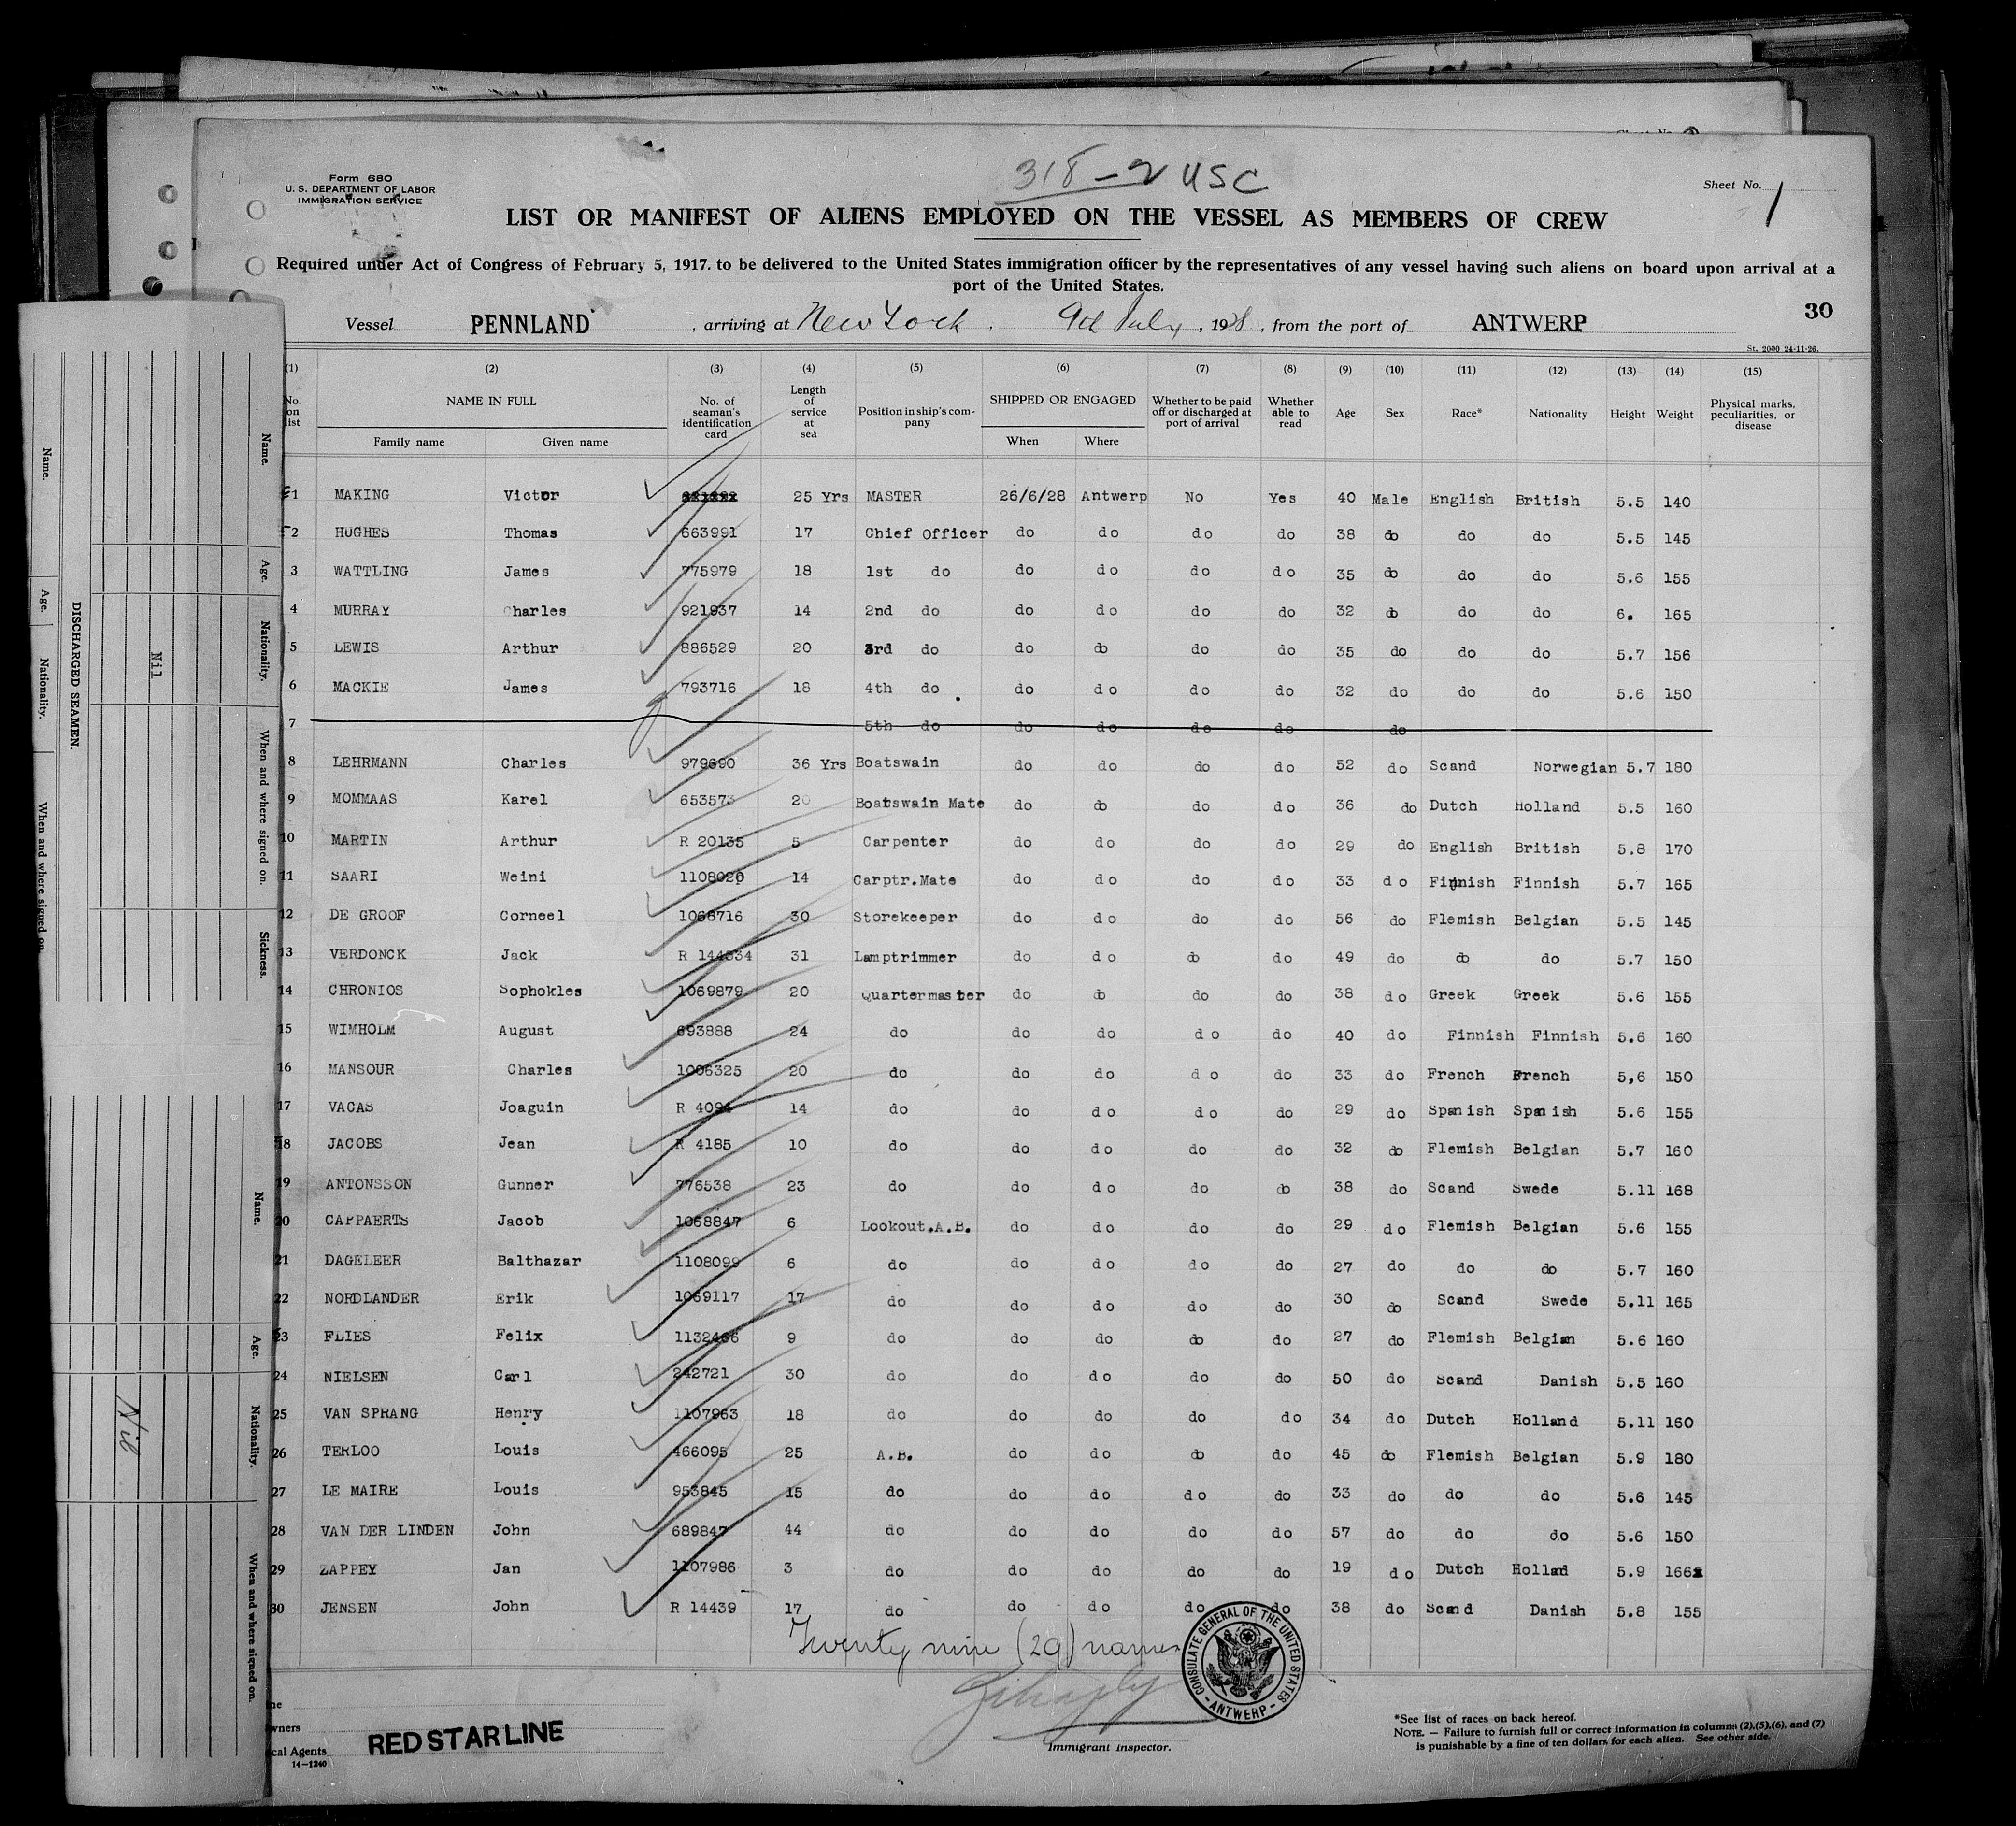 318-2 USC
Form 680
U. S. DEPARTMENT OF LABOR
IMMIGRATION SERVICE
Sheet No. 1
LIST OR MANIFEST OF ALIENS EMPLOYED ON THE VESSEL AS MEMBERS OF CREW
Required under Act of Congress of February 5, 1917. to be delivered to the United States immigration officer by the representatives of any vessel having such aliens on board upon arrival at a
port of the United States.
30
Vessel PENNLAND , arriving at New York , 9th July , 1928 , from the port of ANTWERP
St. 2000 24-11-26.
(1) (2) (3) (4) (5) (6) (7) (8) (9) (10) (11) (12) (13) (14) (15)
No. on list NAME IN FULL Family name Given name No. of seaman's identification card Length of service at sea Position in ship's company SHIPPED OR ENGAGED When Where Whether to be paid off or discharged at port of arrival Whether able to read Age Sex Race* Nationality Height Weight Physical marks, peculiarities, or disease
1 MAKING Victor 25 Yrs MASTER 26/6/28 Antwerp No Yes 40 Male English British 5.5 140
2 HUGHES Thomas 663991 17 Chief Officer do do do do 38 do do do 5.5 145
3 WATTLING James 775979 18 1st do do do do do 35 do do do 5.6 155
4 MURRAY Charles 921937 14 2nd do do do do do 32 do do do 6. 165
5 LEWIS Arthur 886529 20 3rd do do do do do 35 do do do 5.7 156
6 MACKIE James 793716 18 4th do do do do do 32 do do do 5.6 150
7 5th do do do do do do
8 LEHRMANN Charles 979690 36 Yrs Boatswain do do do do 52 do Scand Norwegian 5.7 180
9 MOMMAAS Karel 653573 20 Boatswain Mate do do do do 36 do Dutch Holland 5.5 160
10 MARTIN Arthur R 20135 5 Carpenter do do do do 29 do English British 5.8 170
11 SAARI Weini 1108020 14 Carptr.Mate do do do do 33 do Finnish Finnish 5.7 165
12 DE GROOF Corneel 1066716 30 Storekeeper do do do do 56 do Flemish Belgian 5.5 145
13 VERDONCK Jack R 144534 31 Lamptrimmer do do do do 49 do do do 5.7 150
14 CHRONIOS Sophokles 1069879 20 Quartermaster do do do do 38 do Greek Greek 5.6 155
15 WIMHOLM August 693888 24 do do do do do 40 do Finnish Finnish 5.6 160
16 MANSOUR Charles 1006325 20 do do do do do 33 do French French 5,6 150
17 VACAS Joaguin R 4094 14 do do do do do 29 do Spanish Spanish 5.6 155
18 JACOBS Jean R 4185 10 do do do do do 32 do Flemish Belgian 5.7 160
19 ANTONSSON Gunner 776538 23 do do do do do 38 do Scand Swede 5.11 168
20 CAPPAERTS Jacob 1068847 6 Lookout.A.B. do do do do 29 do Flemish Belgian 5.6 155
21 DAGELEER Balthazar 1108099 6 do do do do do 27 do do do 5.7 160
22 NORDLANDER Erik 1069117 17 do do do do do 30 do Scand Swede 5.11 165
23 FLIES Felix 1132466 9 do do do do do 27 do Flemish Belgian 5.6 160
24 NIELSEN Carl 242721 30 do do do do do 50 do Scand Danish 5.5 160
25 VAN SPRANG Henry 1107963 18 do do do do do 34 do Dutch Holland 5.11 160
26 TERLOO Louis 466095 25 A.B. do do do do 45 do Flemish Belgian 5.9 180
27 LE MAIRE Louis 953845 15 do do do do do 33 do do do 5.6 145
28 VAN DER LINDEN John 689847 44 do do do do do 57 do do do 5.6 150
29 ZAPPEY Jan 1107986 3 do do do do do 19 do Dutch Hollad 5.9 166
30 JENSEN John R 14439 17 do do do do do 38 do Scand Danish 5.8 155
Twenty nine (29) names
CONSULATE GENERAL OF THE UNITED STATES - ANTWERP -
Immigrant Inspector.
RED STAR LINE
wners
cal Agents
14-1240
*See list of races on back hereof.
NOTE. — Failure to furnish full or correct information in columns (2),(5),(6), and (7)
is punishable by a fine of ten dollars for each alien. See other side.
DISCHARGED SEAMEN.
Name. Age. Nationality. When and where signed on.
Name. Age. Nationality. When and where signed on. Sickness.
Nil
Name. Age. Nationality. When and where signed on.
Nil